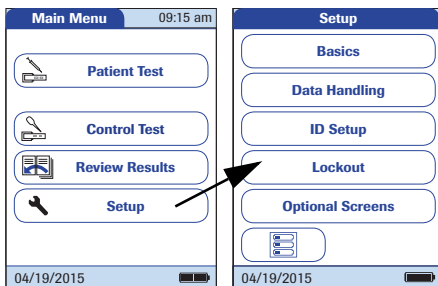 Main Menu 09:15 am
Patient Test
Control Test
Review Results
Setup
04/19/2015
Setup
Basics
Data Handling
ID Setup
Lockout
Optional Screens
04/19/2015